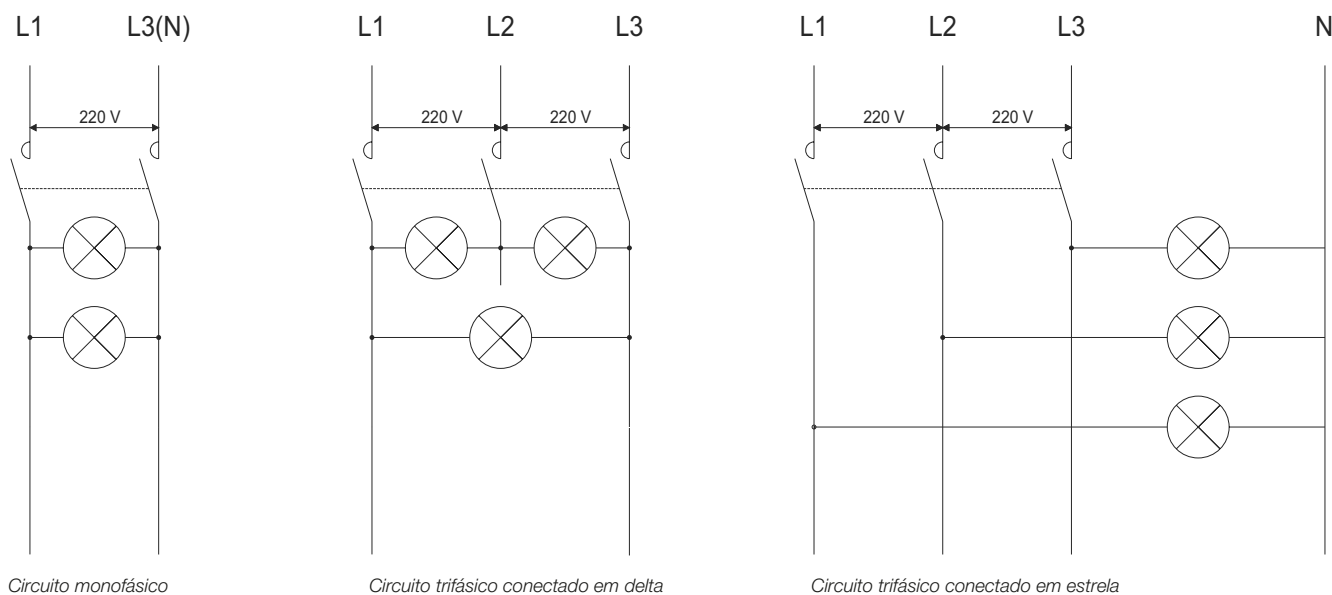 L1 L3(N) L1 L2 L3 L1 L2 L3 N
220 V 220 V 220 V 220 V 220 V
Circuito monofásico Circuito trifásico conectado em delta Circuito trifásico conectado em estrela